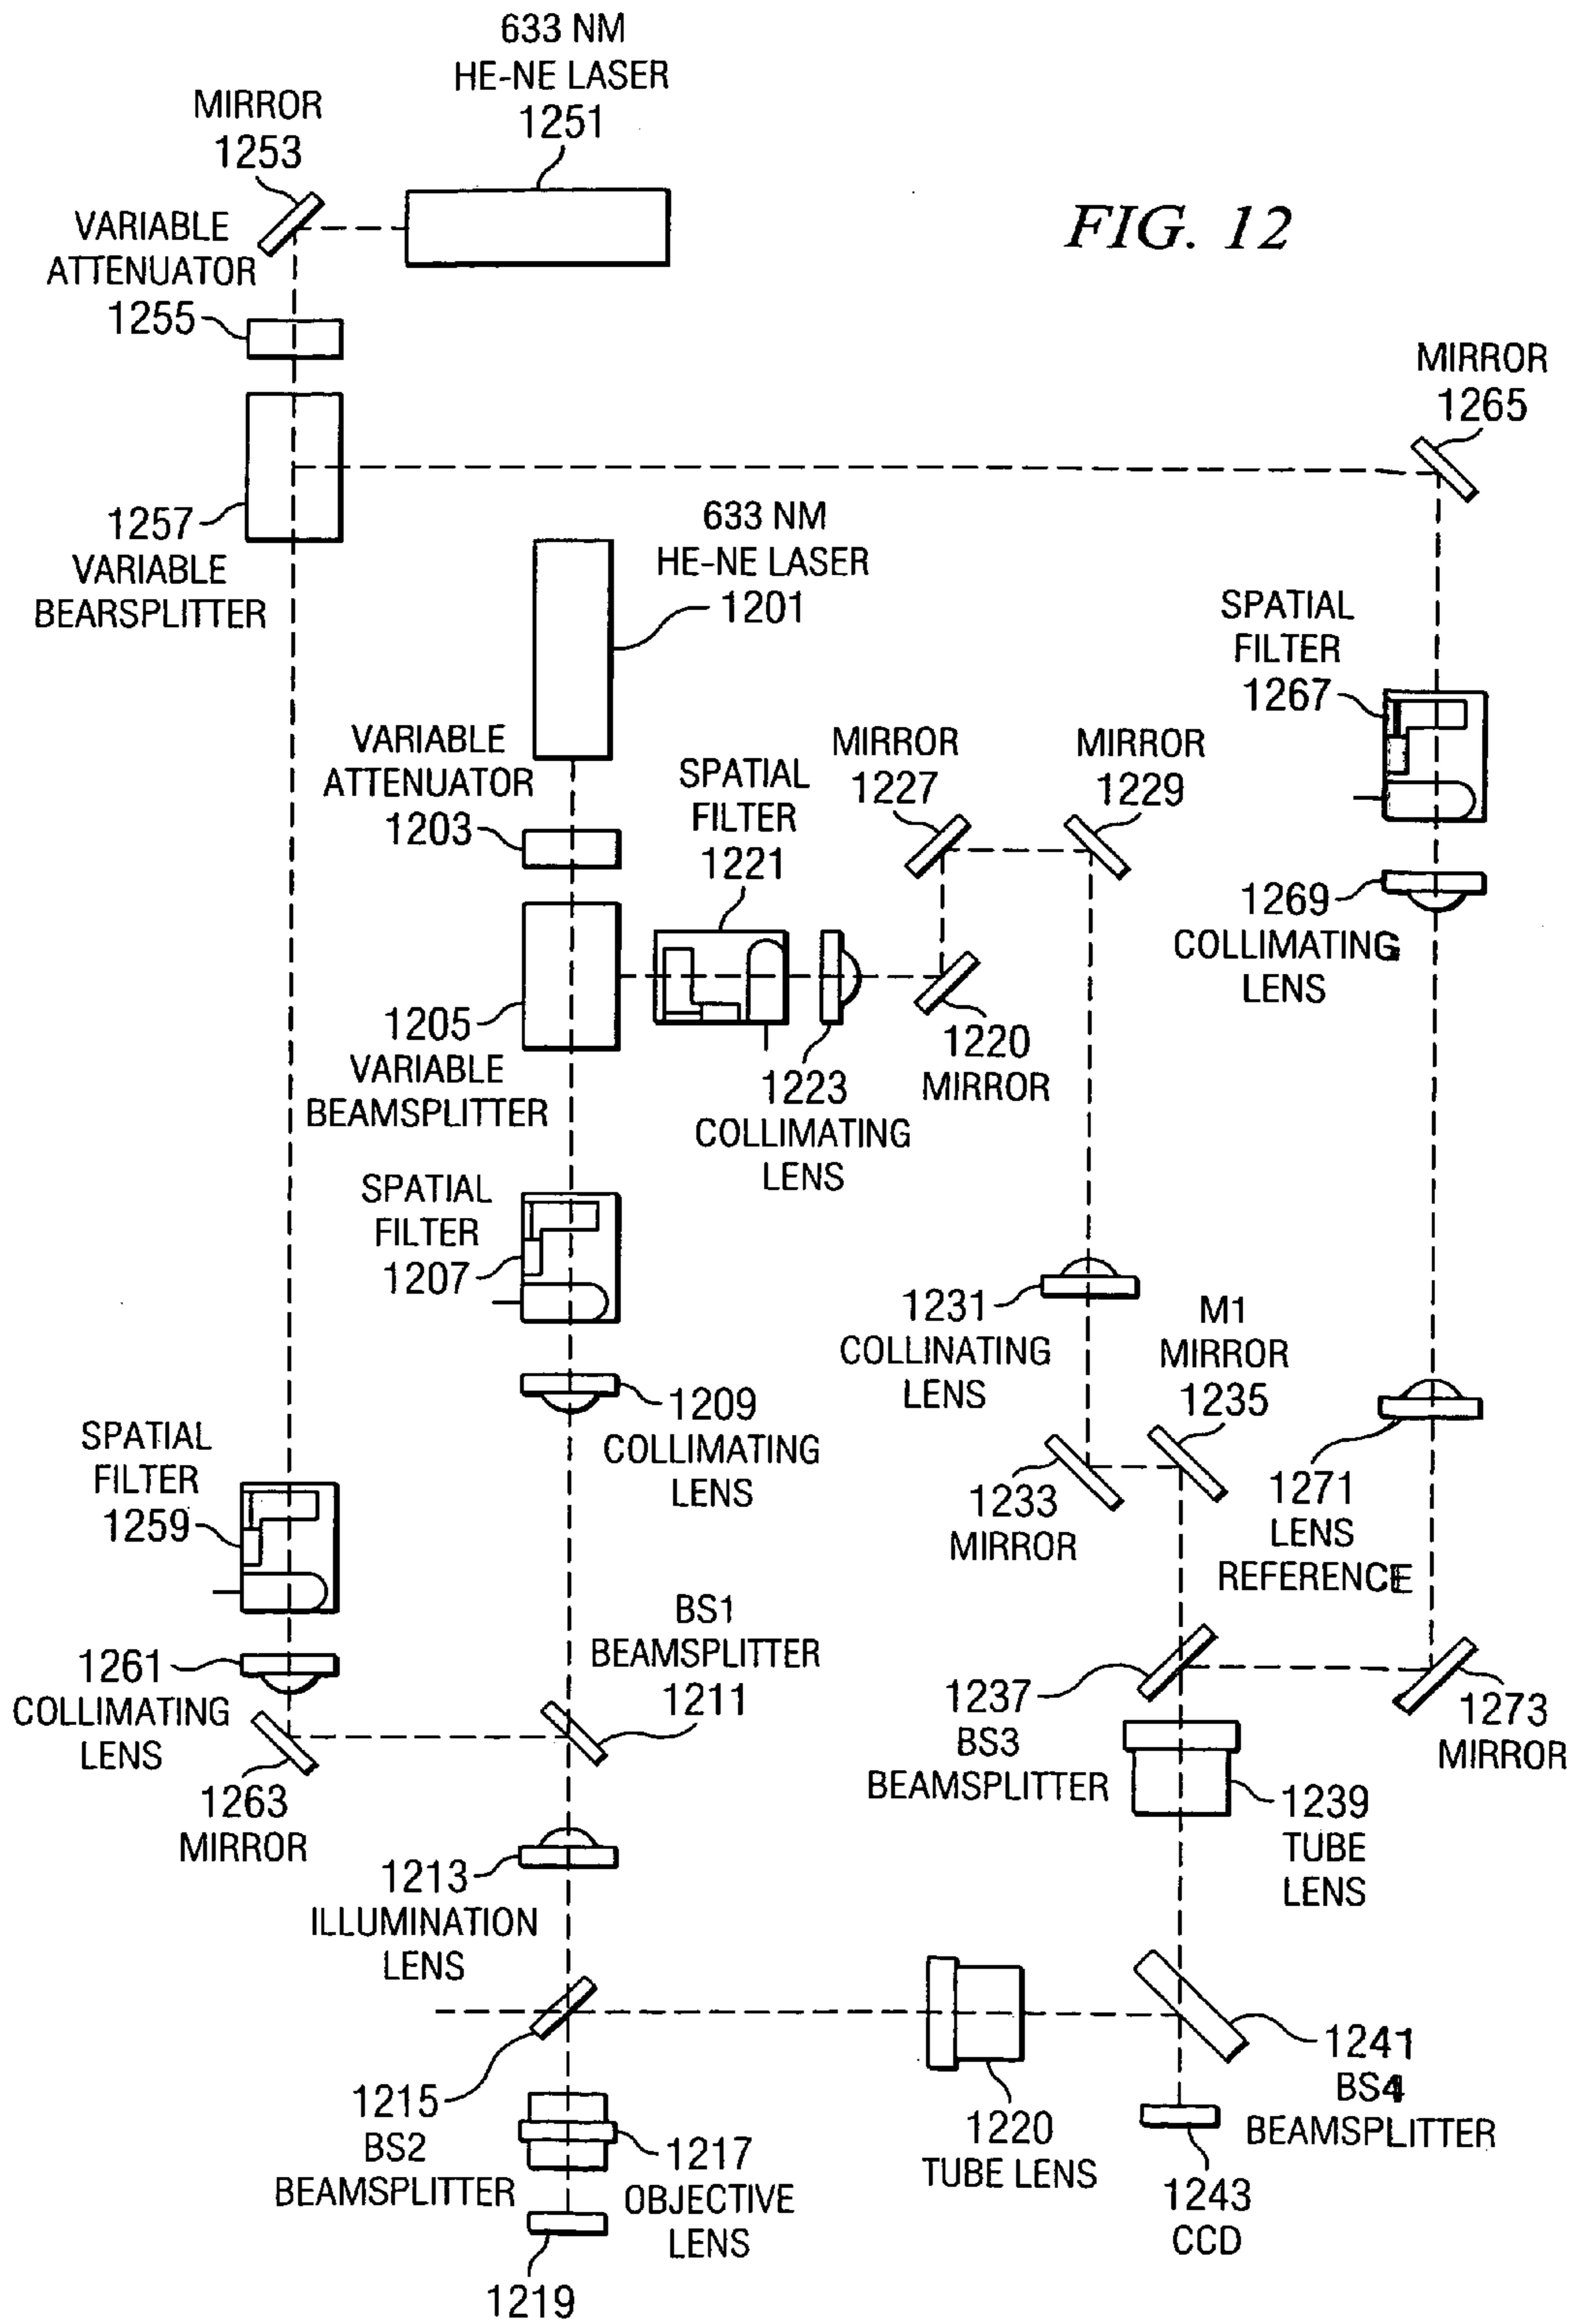 633 NM
HE-NE LASER
1251
MIRROR
1253
FIG. 12
VARIABLE
ATTENUATOR
1255
MIRROR
1265
1257
VARIABLE
BEARSPLITTER
633 NM
HE-NE LASER
1201
SPATIAL
FILTER
1267
VARIABLE
ATTENUATOR
1203
SPATIAL
FILTER
1221
MIRROR
1227
MIRROR
1229
1269
COLLIMATING
LENS
1205
VARIABLE
BEAMSPLITTER
1223
COLLIMATING
LENS
1220
MIRROR
SPATIAL
FILTER
1207
1231
COLLINATING
LENS
M1
MIRROR
1235
1209
COLLIMATING
LENS
SPATIAL
FILTER
1259
1233
MIRROR
1271
LENS
REFERENCE
BS1
BEAMSPLITTER
1211
1261
COLLIMATING
LENS
1263
MIRROR
1237
BS3
BEAMSPLITTER
1273
MIRROR
1239
TUBE
LENS
1213
ILLUMINATION
LENS
1215
BS2
BEAMSPLITTER
1217
OBJECTIVE
LENS
1219
1220
TUBE LENS
1241
BS4
BEAMSPLITTER
1243
CCD